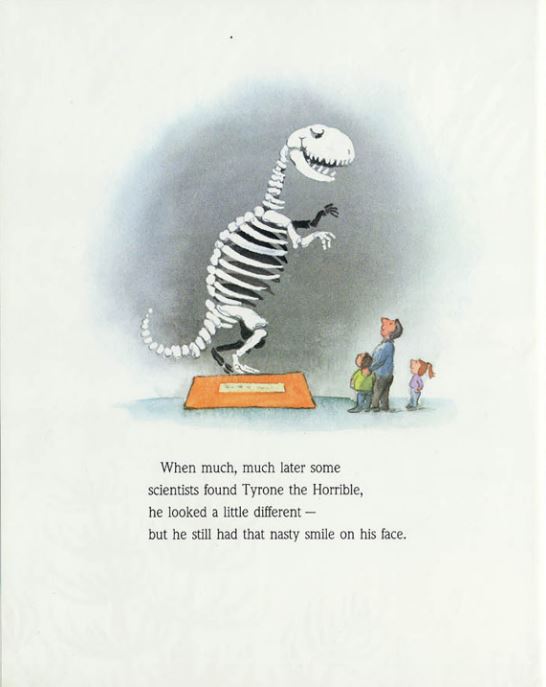 When much, much later some
scientists found Tyrone the Horrible,
he looked a little different —
but he still had that nasty smile on his face.